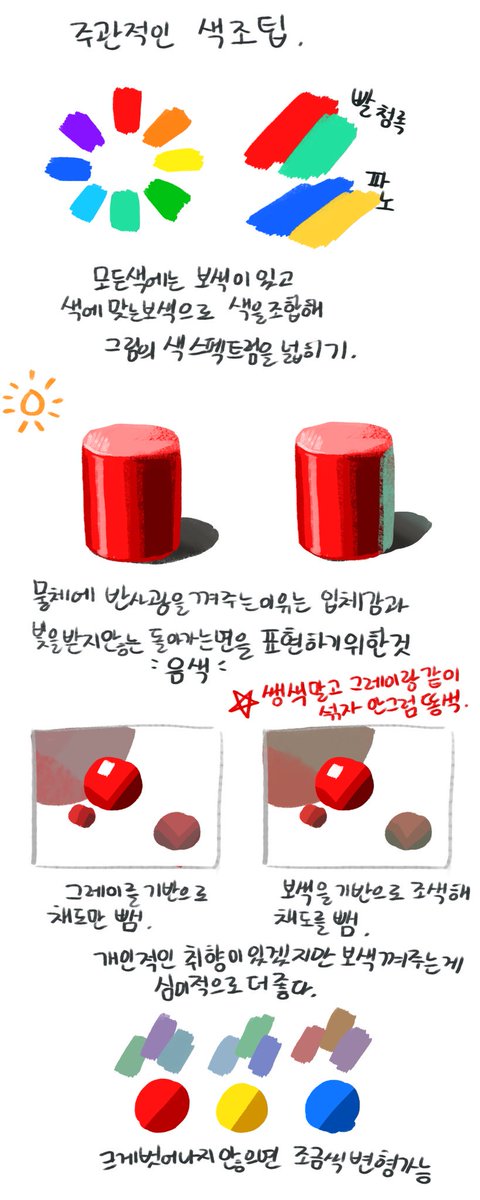 주관적인 색조팁.
빨 청록
파 노
모든색에는 보색이 있고
색에 맞는보색으로 색을조합해
그림의 색스펙트럼을 넓히기.
물체에 반사광을 껴주는이유는 입체감과
빛을받지않는 돌아가는면을 표현하기위한것
음색
☆ 쌩색말고 그레이랑같이
섞자 안그럼 똥색.
그레이를 기반으로
채도만 뺌.
보색을 기반으로 조색해
채도를 뺌.
개인적인 취향이 있겠지만 보색껴주는게
심미적으로 더 좋다.
크게벗어나지 않으면 조금씩 변형가능